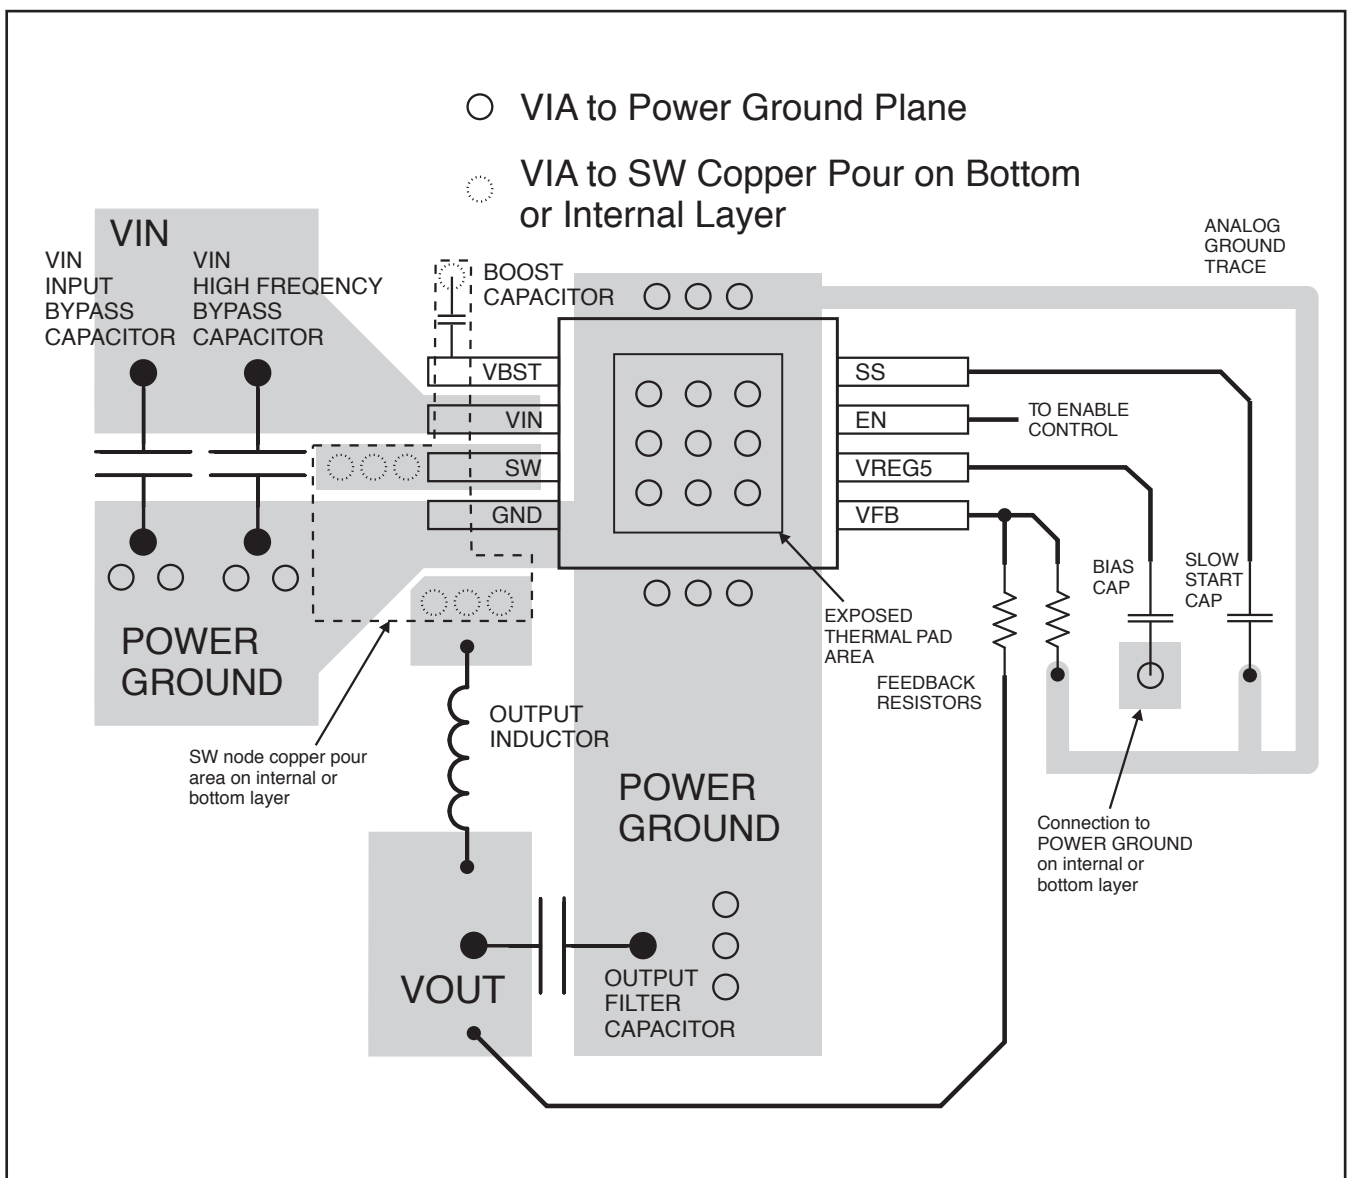 VIA to Power Ground Plane
VIA to SW Copper Pour on Bottom
or Internal Layer
ANALOG
GROUND
TRACE
VIN
VIN
INPUT
BYPASS
CAPACITOR
VIN
HIGH FREQENCY
BYPASS
CAPACITOR
BOOST
CAPACITOR
VBST
VIN
SW
GND
SS
EN
VREG5
VFB
TO ENABLE
CONTROL
BIAS
CAP
SLOW
START
CAP
EXPOSED
THERMAL PAD
AREA
FEEDBACK
RESISTORS
POWER
GROUND
SW node copper pour
area on internal or
bottom layer
OUTPUT
INDUCTOR
POWER
GROUND
Connection to
POWER GROUND
on internal or
bottom layer
VOUT
OUTPUT
FILTER
CAPACITOR